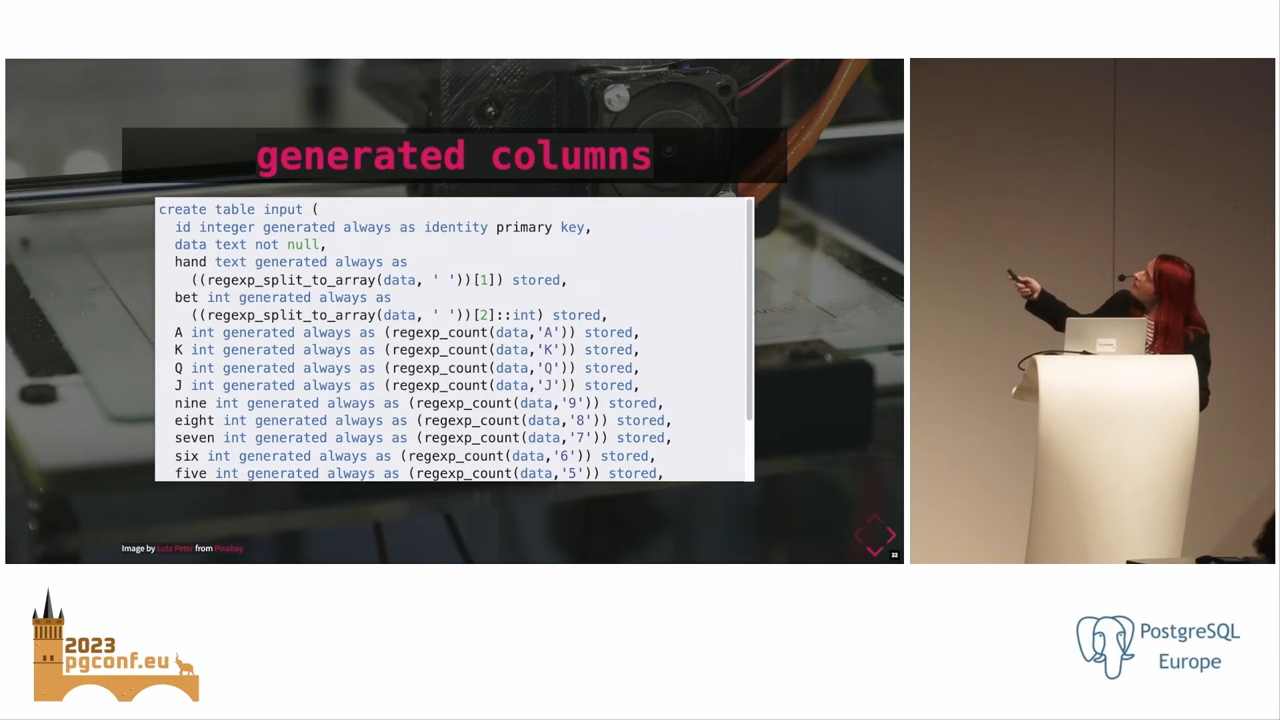 generated columns
create table input (
id integer generated always as identity primary key,
data text not null,
hand text generated always as
((regexp_split_to_array(data, ' '))[1]) stored,
bet int generated always as
((regexp_split_to_array(data, ' '))[2]::int) stored,
A int generated always as (regexp_count(data,'A')) stored,
K int generated always as (regexp_count(data,'K')) stored,
Q int generated always as (regexp_count(data,'Q')) stored,
J int generated always as (regexp_count(data,'J')) stored,
nine int generated always as (regexp_count(data,'9')) stored,
eight int generated always as (regexp_count(data,'8')) stored,
seven int generated always as (regexp_count(data,'7')) stored,
six int generated always as (regexp_count(data,'6')) stored,
five int generated always as (regexp_count(data,'5')) stored,
Image by Lutz Peter from Pixabay
22
2023
pgconf.eu
PostgreSQL
Europe